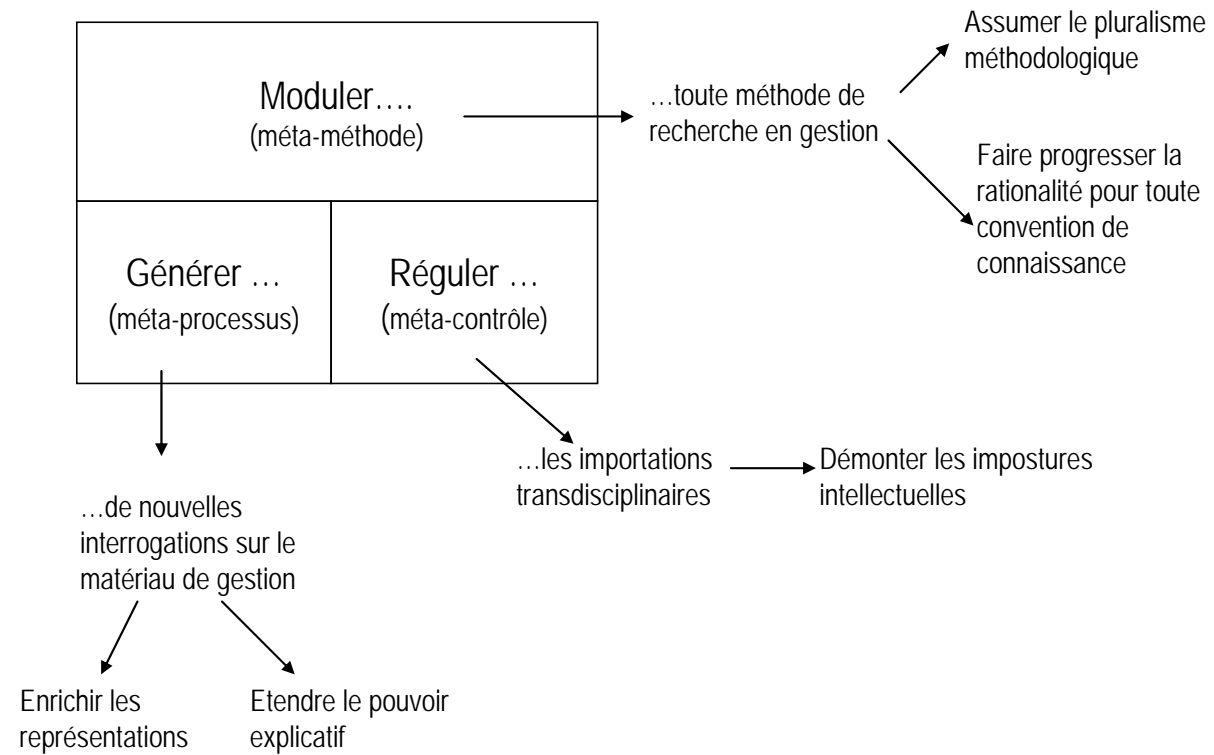 Moduler….
(méta-méthode)
…toute méthode de
recherche en gestion
Assumer le pluralisme
méthodologique
Faire progresser la
rationalité pour toute
convention de
connaissance
Générer …
(méta-processus)
Réguler …
(méta-contrôle)
…les importations
transdisciplinaires
Démonter les impostures
intellectuelles
…de nouvelles
interrogations sur le
matëriau de gestion
Enrichir les
représentations
Etendre le pouvoir
explicatif